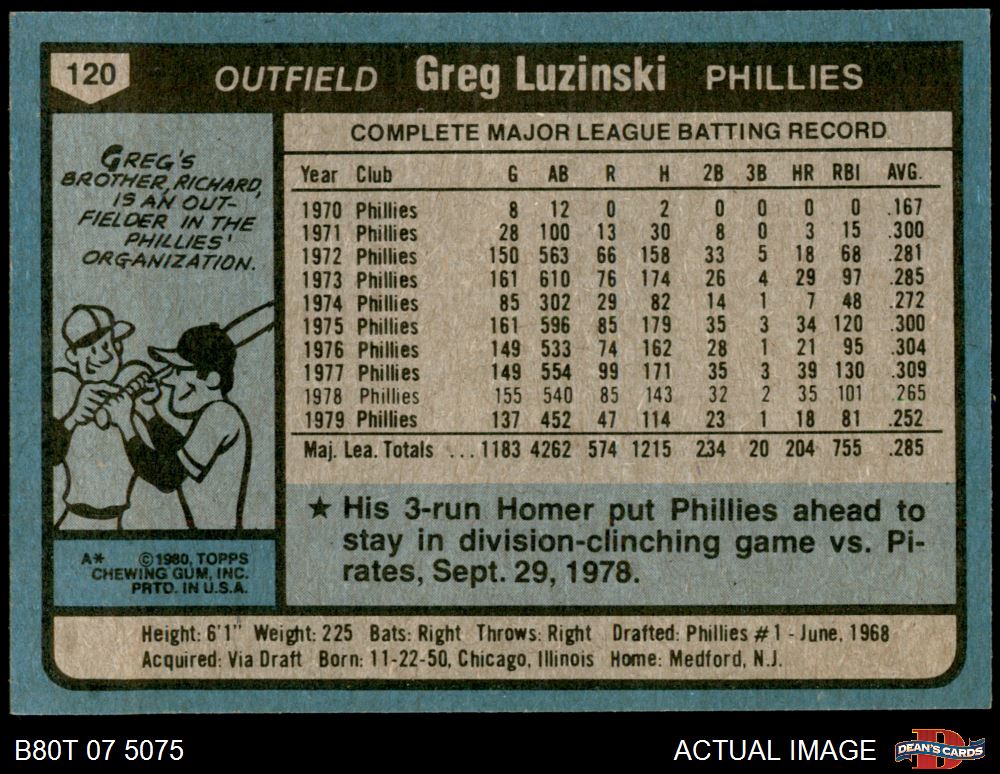 120 OUTFIELD Greg Luzinski PHILLIES
GREG'S
BROTHER, RICHARD,
IS AN OUT-
FIELDER IN THE
PHILLIES'
ORGANIZATION.
A* ©1980, TOPPS
CHEWING GUM, INC.
PRTD. IN U.S.A.
COMPLETE MAJOR LEAGUE BATTING RECORD
Year Club G AB R H 2B 3B HR RBI AVG.
1970 Phillies 8 12 0 2 0 0 0 0 .167
1971 Phillies 28 100 13 30 8 0 3 15 .300
1972 Phillies 150 563 66 158 33 5 18 68 .281
1973 Phillies 161 610 76 174 26 4 29 97 .285
1974 Phillies 85 302 29 82 14 1 7 48 .272
1975 Phillies 161 596 85 179 35 3 34 120 .300
1976 Phillies 149 533 74 162 28 1 21 95 .304
1977 Phillies 149 554 99 171 35 3 39 130 .309
1978 Phillies 155 540 85 143 32 2 35 101 .265
1979 Phillies 137 452 47 114 23 1 18 81 .252
Maj. Lea. Totals ... 1183 4262 574 1215 234 20 204 755 .285
★ His 3-run Homer put Phillies ahead to
stay in division-clinching game vs. Pi-
rates, Sept. 29, 1978.
Height: 6'1" Weight: 225 Bats: Right Throws: Right Drafted: Phillies #1 - June, 1968
Acquired: Via Draft Born: 11-22-50, Chicago, Illinois Home: Medford, N.J.
B80T 07 5075 ACTUAL IMAGE D DEAN'S CARDS